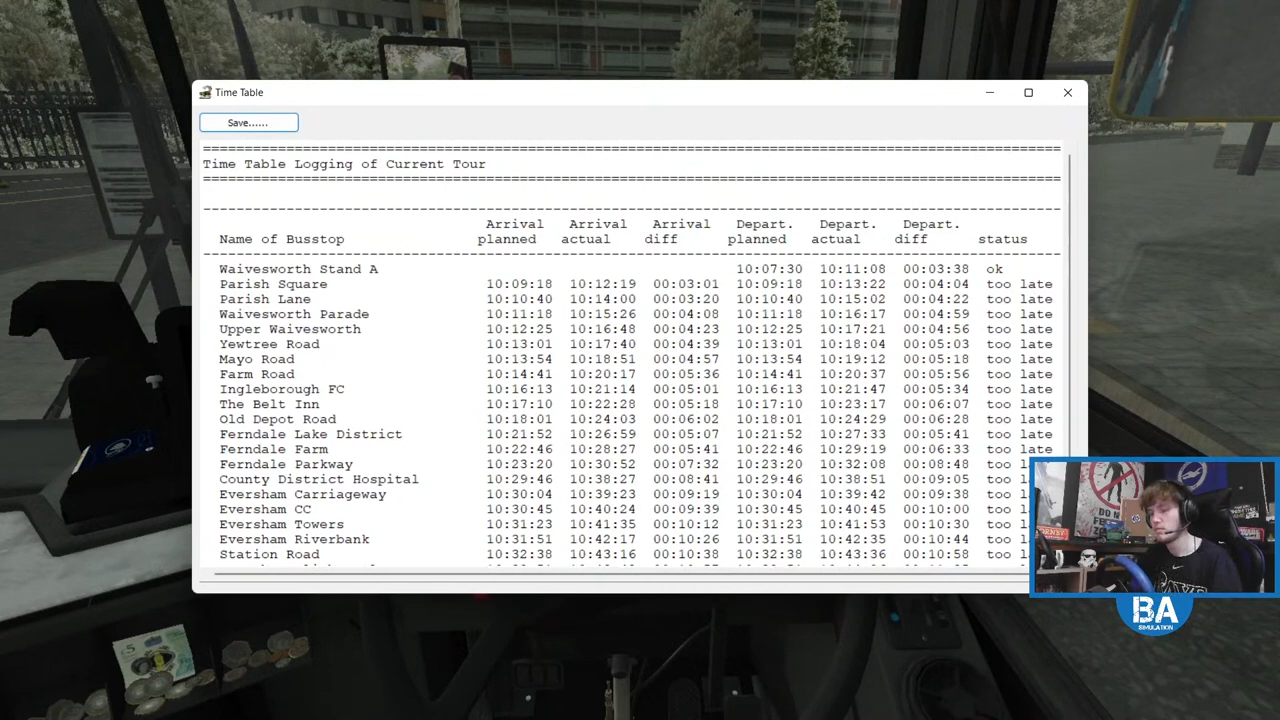 Time Table
Save......
Time Table Logging of Current Tour
Arrival Arrival Arrival Depart. Depart. Depart.
Name of Busstop planned actual diff planned actual diff status
Waivesworth Stand A 10:07:30 10:11:08 00:03:38 ok
Parish Square 10:09:18 10:12:19 00:03:01 10:09:18 10:13:22 00:04:04 too late
Parish Lane 10:10:40 10:14:00 00:03:20 10:10:40 10:15:02 00:04:22 too late
Waivesworth Parade 10:11:18 10:15:26 00:04:08 10:11:18 10:16:17 00:04:59 too late
Upper Waivesworth 10:12:25 10:16:48 00:04:23 10:12:25 10:17:21 00:04:56 too late
Yewtree Road 10:13:01 10:17:40 00:04:39 10:13:01 10:18:04 00:05:03 too late
Mayo Road 10:13:54 10:18:51 00:04:57 10:13:54 10:19:12 00:05:18 too late
Farm Road 10:14:41 10:20:17 00:05:36 10:14:41 10:20:37 00:05:56 too late
Ingleborough FC 10:16:13 10:21:14 00:05:01 10:16:13 10:21:47 00:05:34 too late
The Belt Inn 10:17:10 10:22:28 00:05:18 10:17:10 10:23:17 00:06:07 too late
Old Depot Road 10:18:01 10:24:03 00:06:02 10:18:01 10:24:29 00:06:28 too late
Ferndale Lake District 10:21:52 10:26:59 00:05:07 10:21:52 10:27:33 00:05:41 too late
Ferndale Farm 10:22:46 10:28:27 00:05:41 10:22:46 10:29:19 00:06:33 too late
Ferndale Parkway 10:23:20 10:30:52 00:07:32 10:23:20 10:32:08 00:08:48 too
County District Hospital 10:29:46 10:38:27 00:08:41 10:29:46 10:38:51 00:09:05 too
Eversham Carriageway 10:30:04 10:39:23 00:09:19 10:30:04 10:39:42 00:09:38 too
Eversham CC 10:30:45 10:40:24 00:09:39 10:30:45 10:40:45 00:10:00 too
Eversham Towers 10:31:23 10:41:35 00:10:12 10:31:23 10:41:53 00:10:30 too
Eversham Riverbank 10:31:51 10:42:17 00:10:26 10:31:51 10:42:35 00:10:44 too
Station Road 10:32:38 10:43:16 00:10:38 10:32:38 10:43:36 00:10:58 too
BA
SIMULATION